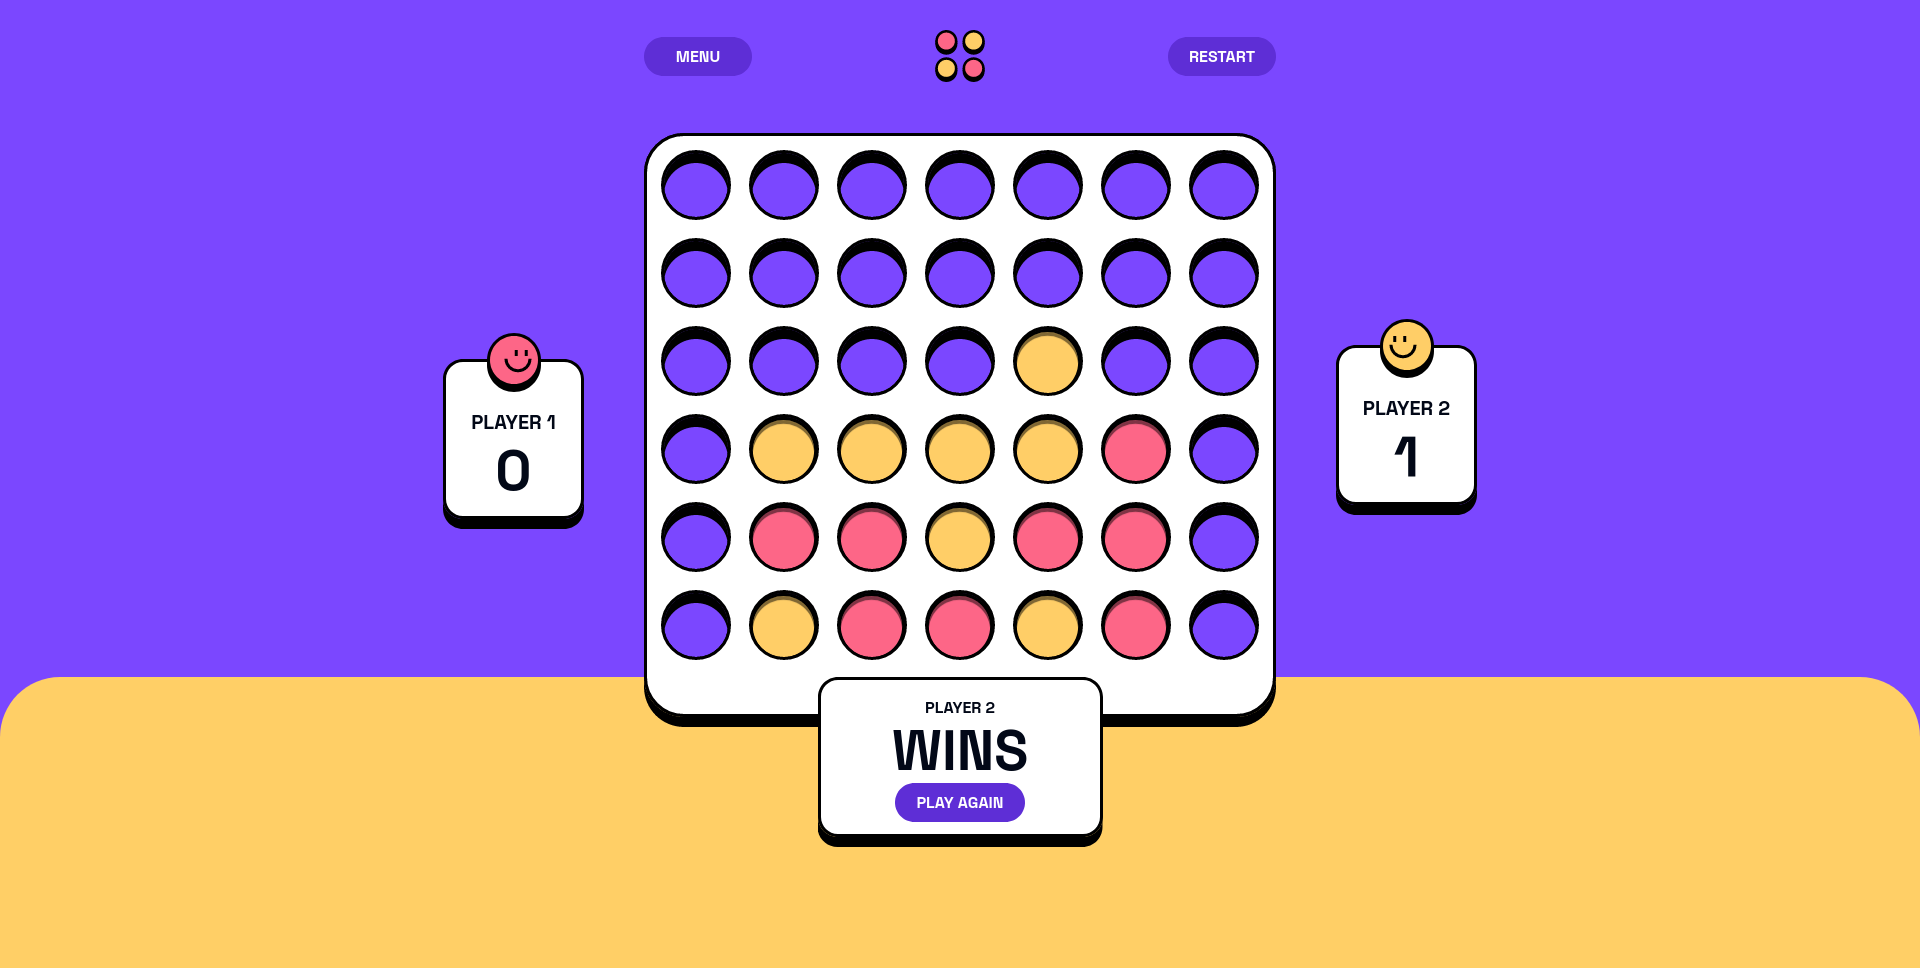 MENU
RESTART
PLAYER 1
0
PLAYER 2
1
PLAYER 2
WINS
PLAY AGAIN